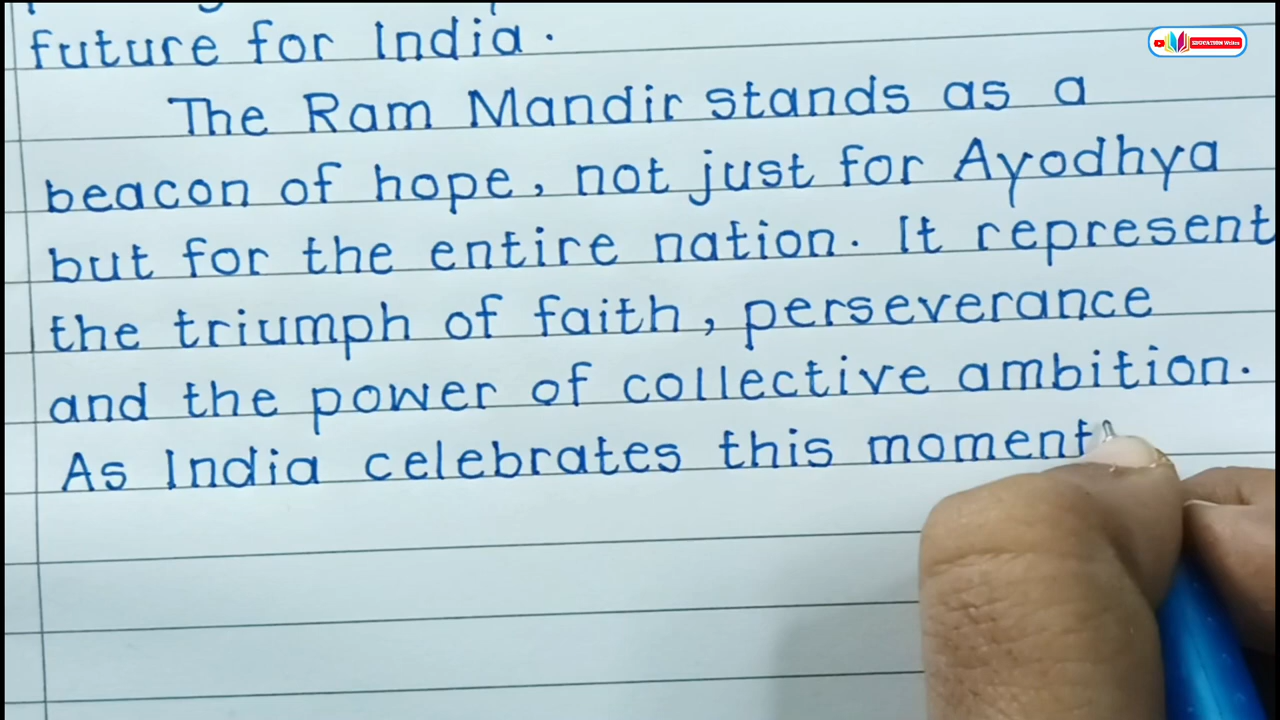 future for India.
The Ram Mandir stands as a
beacon of hope, not just for Ayodhya
but for the entire nation. It represent
the triumph of faith, perseverance
and the power of collective ambition.
As India celebrates this moment
EDUCATION Writes